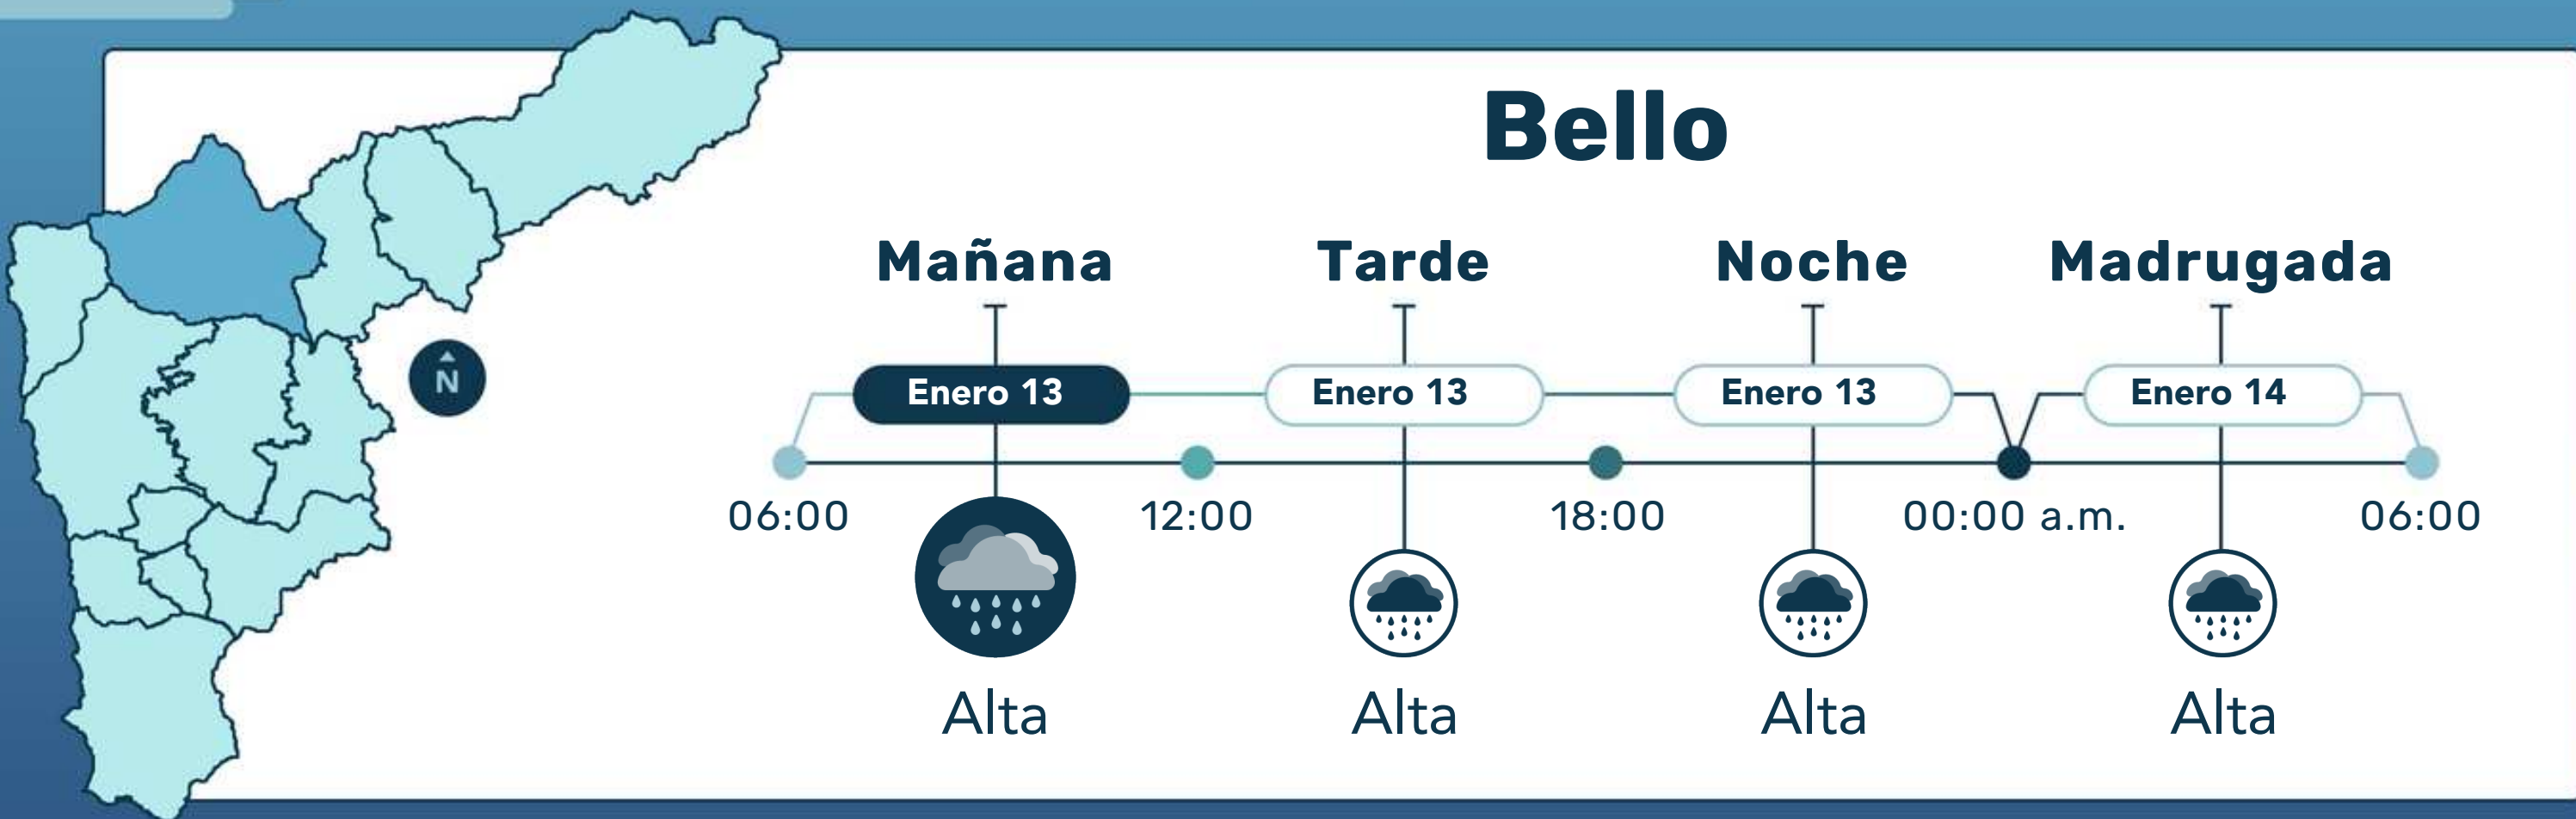 Bello
Mañana Tarde Noche Madrugada
N
Enero 13 Enero 13 Enero 13 Enero 14
06:00 12:00 18:00 00:00 a.m. 06:00
Alta Alta Alta Alta